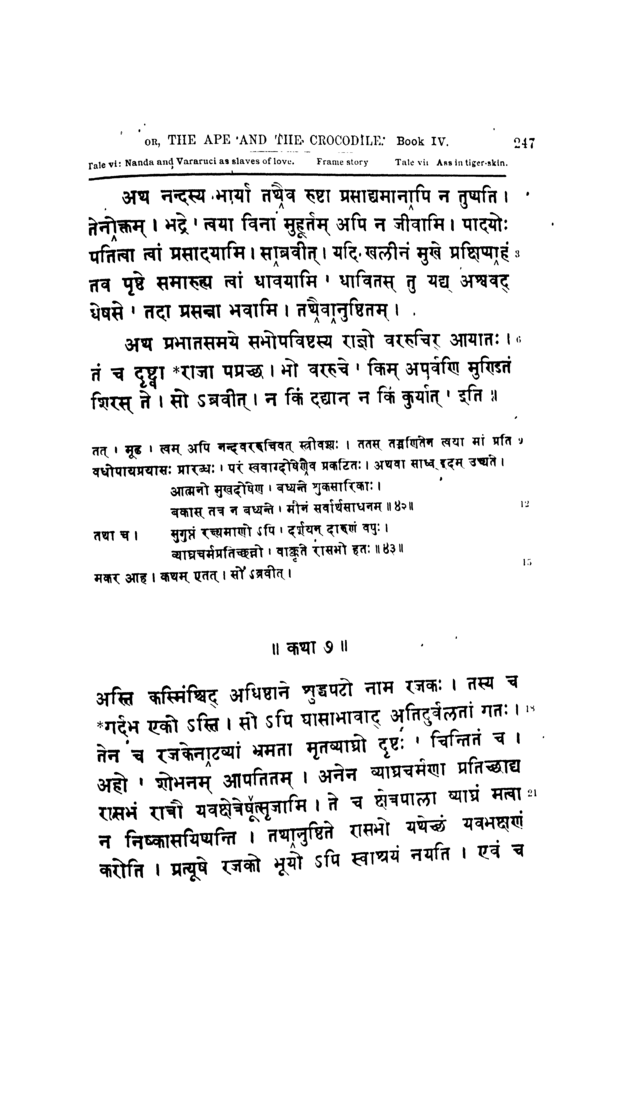 OR, THE APE AND THE CROCODILE. Book IV. 247
Tale vi: Nanda and Vararuci as slaves of love. Frame story Tale vii Ass in tiger-skin.
अथ नन्दस्य भार्या तथैव रुष्टा प्रसाद्यमानापि न तुष्यति ।
तेनोक्तम् । भद्रे ' त्वया विना मुहूर्तम् अपि न जीवामि । पादयोः
पतित्वा त्वां प्रसादयामि । साब्रवीत् । यदि खलीनं मुखे प्रक्षिप्याहं 3
तव पृष्ठे समारुह्य त्वां धावयामि ' धावितस् तु यद्य् अश्ववद्
धेषसे ' तदा प्रसन्ना भवामि । तथैवानुष्ठितम् ।
अथ प्रभातसमये सभोपविष्टस्य राज्ञो वररुचिर् आयातः । 6
तं च दृष्ट्वा *राजा पप्रच्छ । भो वररुचे ' किम् अपर्वणि मुण्डितं
शिरस् ते । सो ऽब्रवीत् । न किं दद्यान् न किं कुर्यात् ' इति ॥
तत् ' मूढ ' त्वम् अपि नन्दवररुचिवत् स्त्रीवशः । ततस् तद्भणितेन त्वया मां प्रति 9
वधोपायप्रयासः प्रारब्धः । परं स्ववाग्दोषेणैव प्रकटितः । अथवा साध्व् इदम् उच्यते ।
आत्मनो मुखदोषेण ' बध्यन्ते शुकसारिकाः ।
बकास् तत्र न बध्यन्ते ' मौनं सर्वार्थसाधनम् ॥ ४२ ॥ 12
तथा च । सुगुप्तं रक्ष्यमाणो ऽपि ' दर्शयन् दारुणं वपुः ।
व्याघ्रचर्मप्रतिच्छन्नो ' वाक्कृते रासभो हतः ॥ ४३ ॥
मकर आह । कथम् एतत् । सो ऽब्रवीत् । 15
॥ कथा ७ ॥
अस्ति कस्मिंश्चिद् अधिष्ठाने शुद्धपटो नाम रजकः । तस्य च
*गर्दभ एको ऽस्ति । सो ऽपि घासाभावाद् अतिदुर्बलतां गतः । 18
तेन च रजकेनाटव्यां भ्रमता मृतव्याघ्रो दृष्टः ' चिन्तितं च ।
अहो ' शोभनम् आपतितम् । अनेन व्याघ्रचर्मणा प्रतिच्छाद्य
रासभं रात्रौ यवक्षेत्रेषूत्सृजामि । ते च क्षेत्रपाला व्याघ्रं मत्वा 21
न निष्कासयिष्यन्ति । तथानुष्ठिते रासभो यथेच्छं यवभक्षणं
करोति । प्रत्यूषे रजको भूयो ऽपि स्वाश्रयं नयति । एवं च